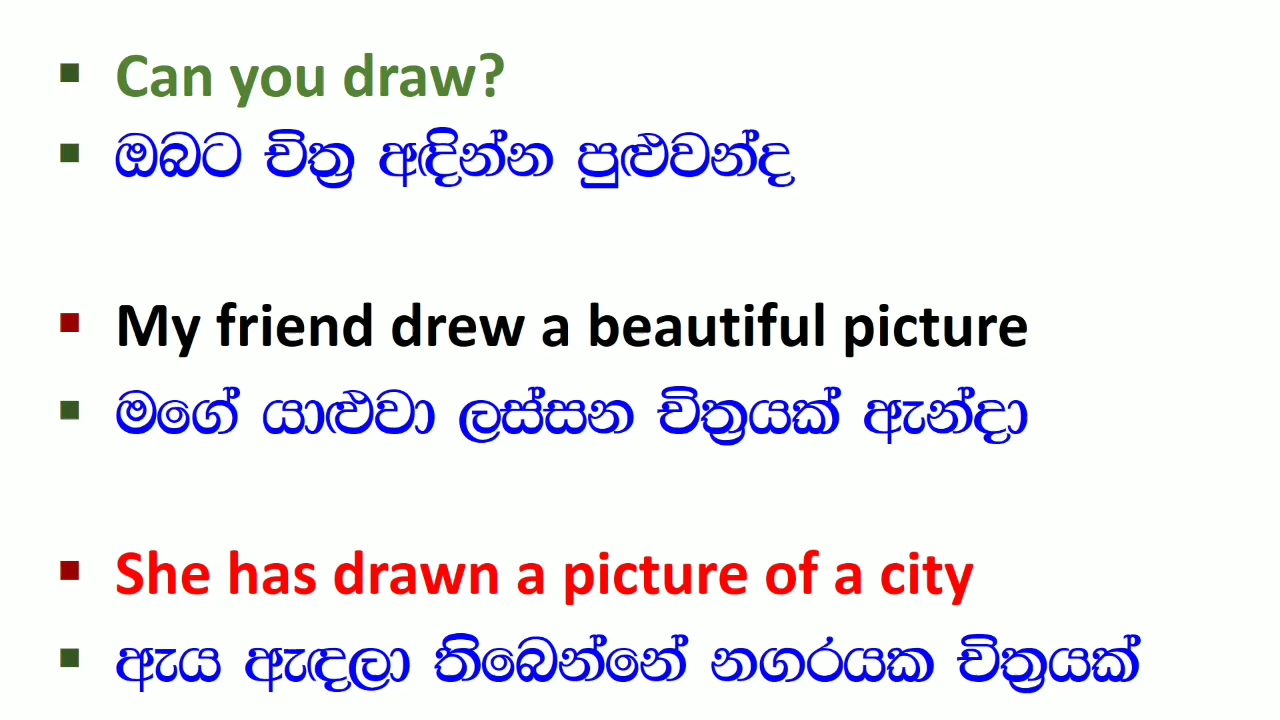 Can you draw?
ඔබට චිත්‍ර අඳින්න පුළුවන්ද
My friend drew a beautiful picture
මගේ යාළුවා ලස්සන චිත්‍රයක් ඇන්දා
She has drawn a picture of a city
ඇය ඇඳලා තිබෙන්නේ නගරයක චිත්‍රයක්